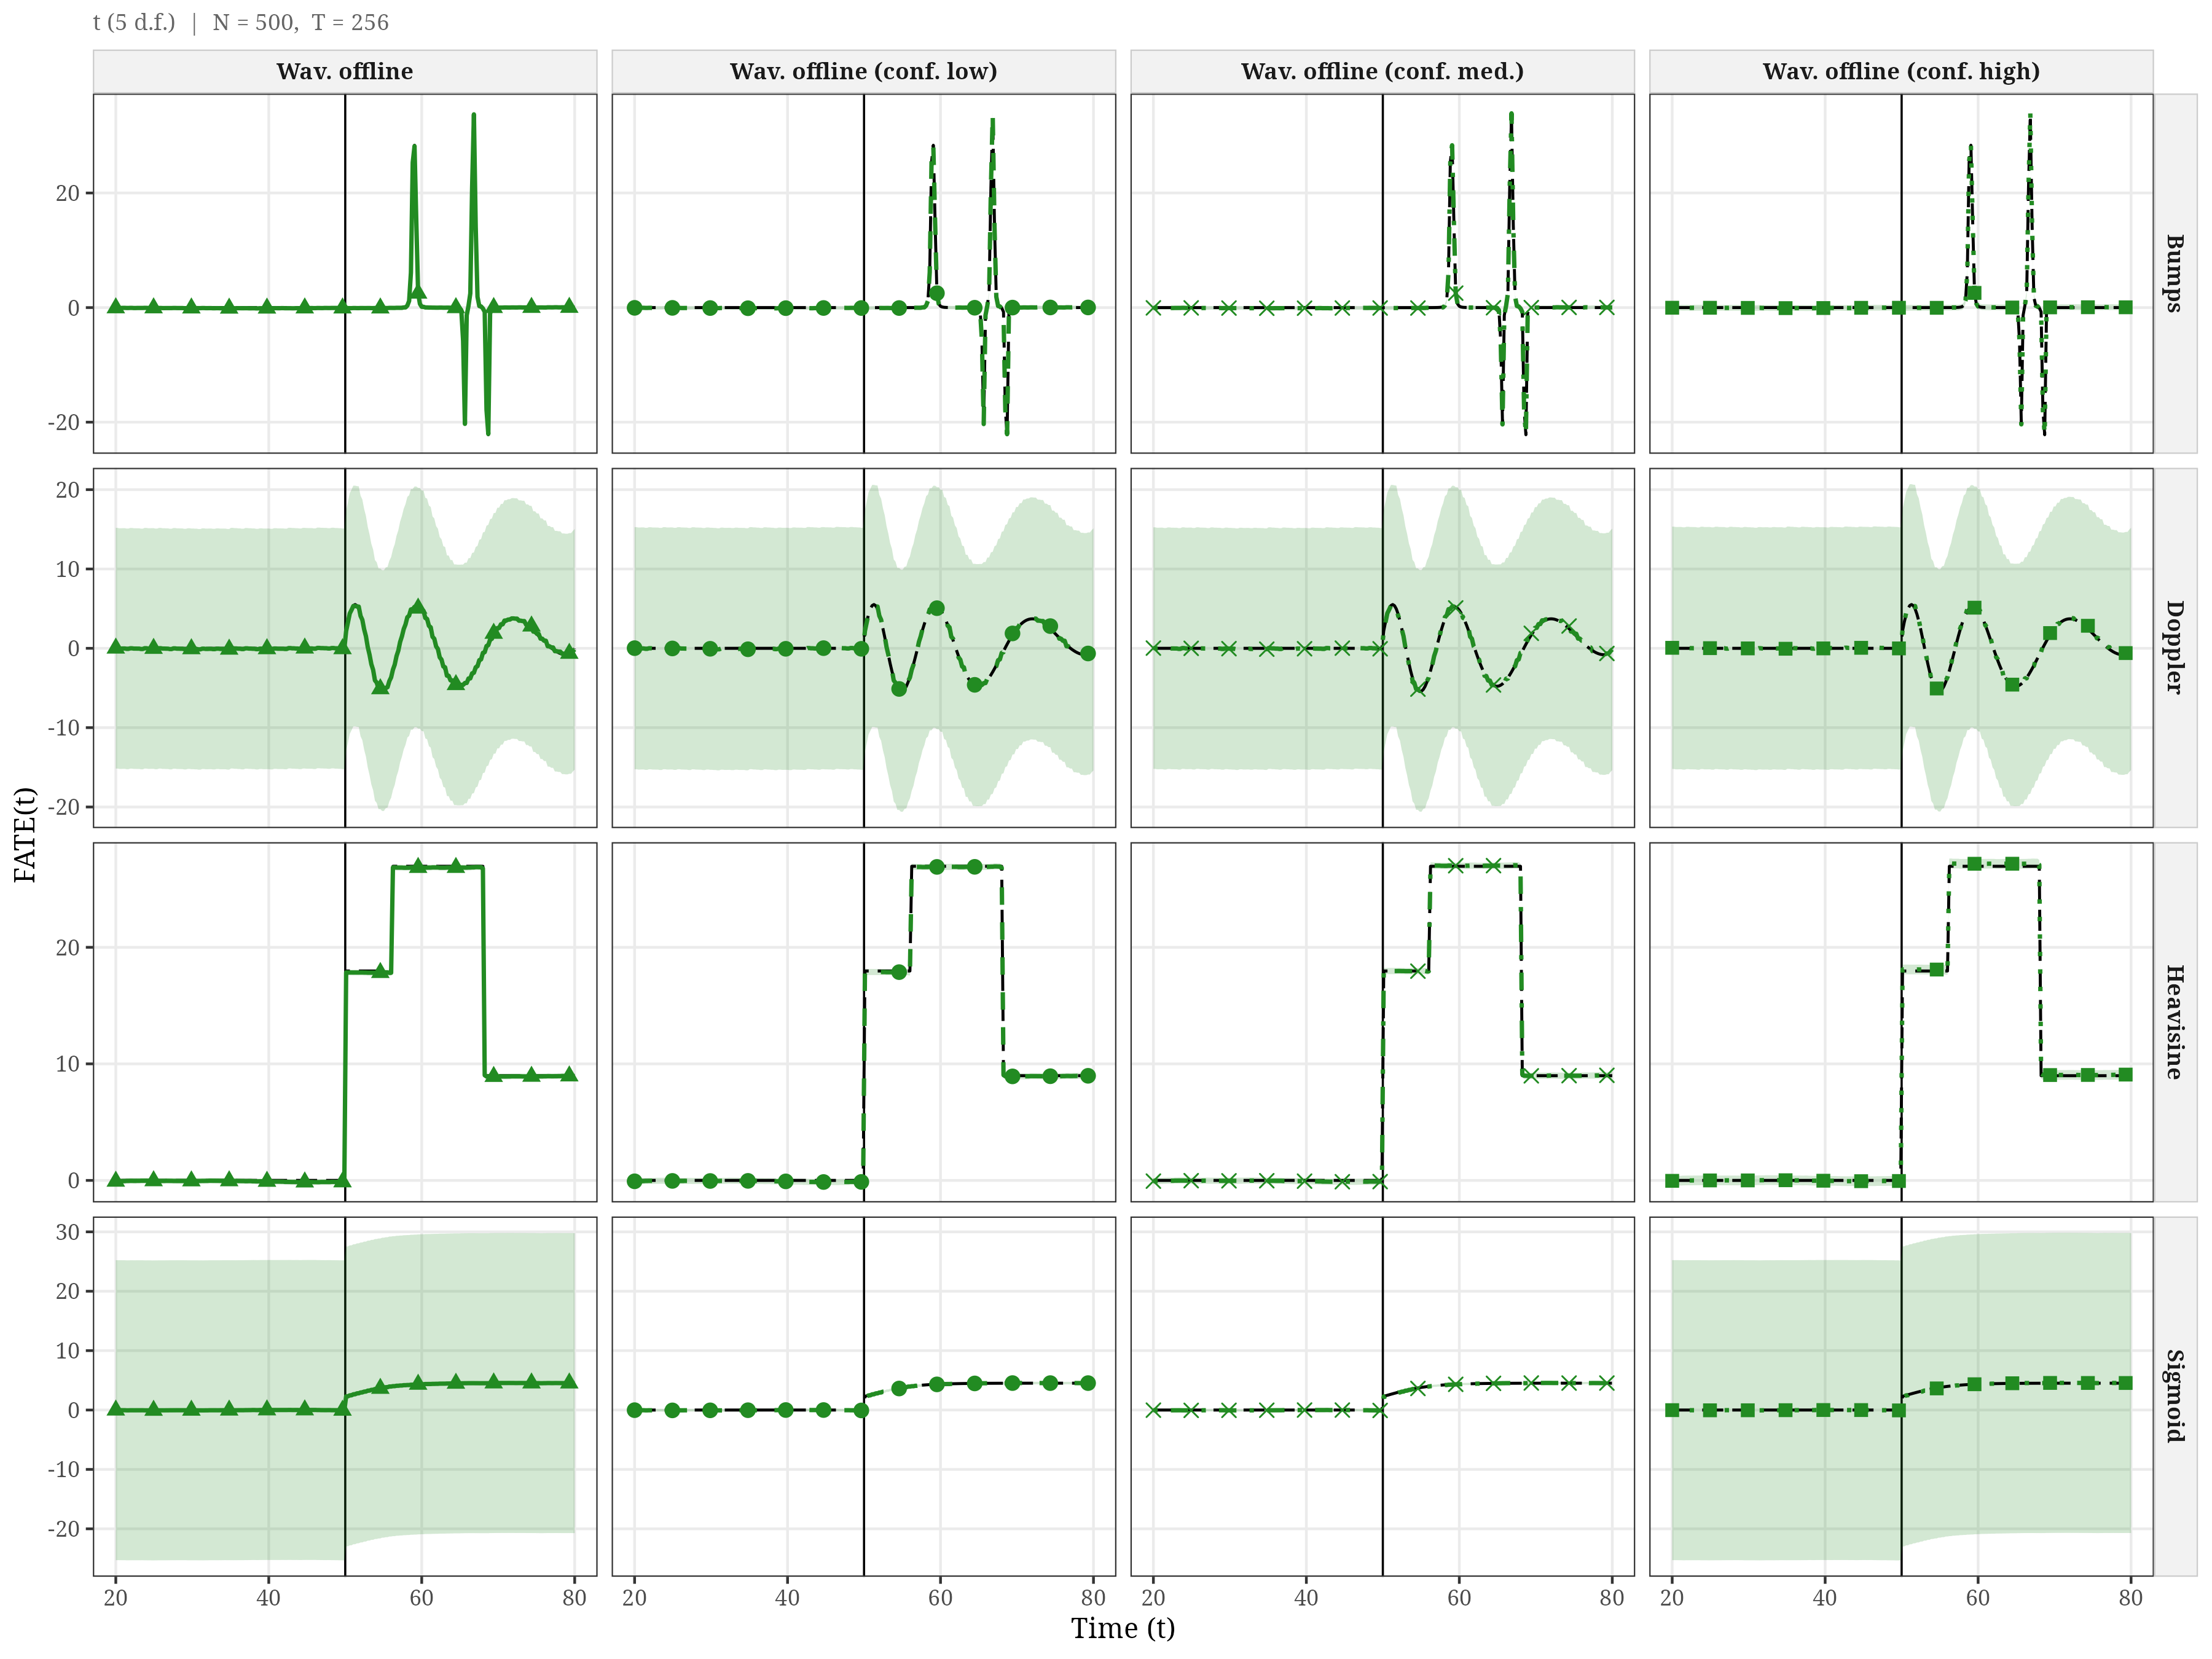 t (5 d.f.) | N = 500, T = 256
Wav. offline
Wav. offline (conf. low)
Wav. offline (conf. med.)
Wav. offline (conf. high)
20
0
-20
Bumps
20
10
0
-10
-20
Doppler
FATE(t)
20
10
0
Heavisine
30
20
10
0
-10
-20
Sigmoid
20 40 60 80
20 40 60 80
20 40 60 80
20 40 60 80
Time (t)